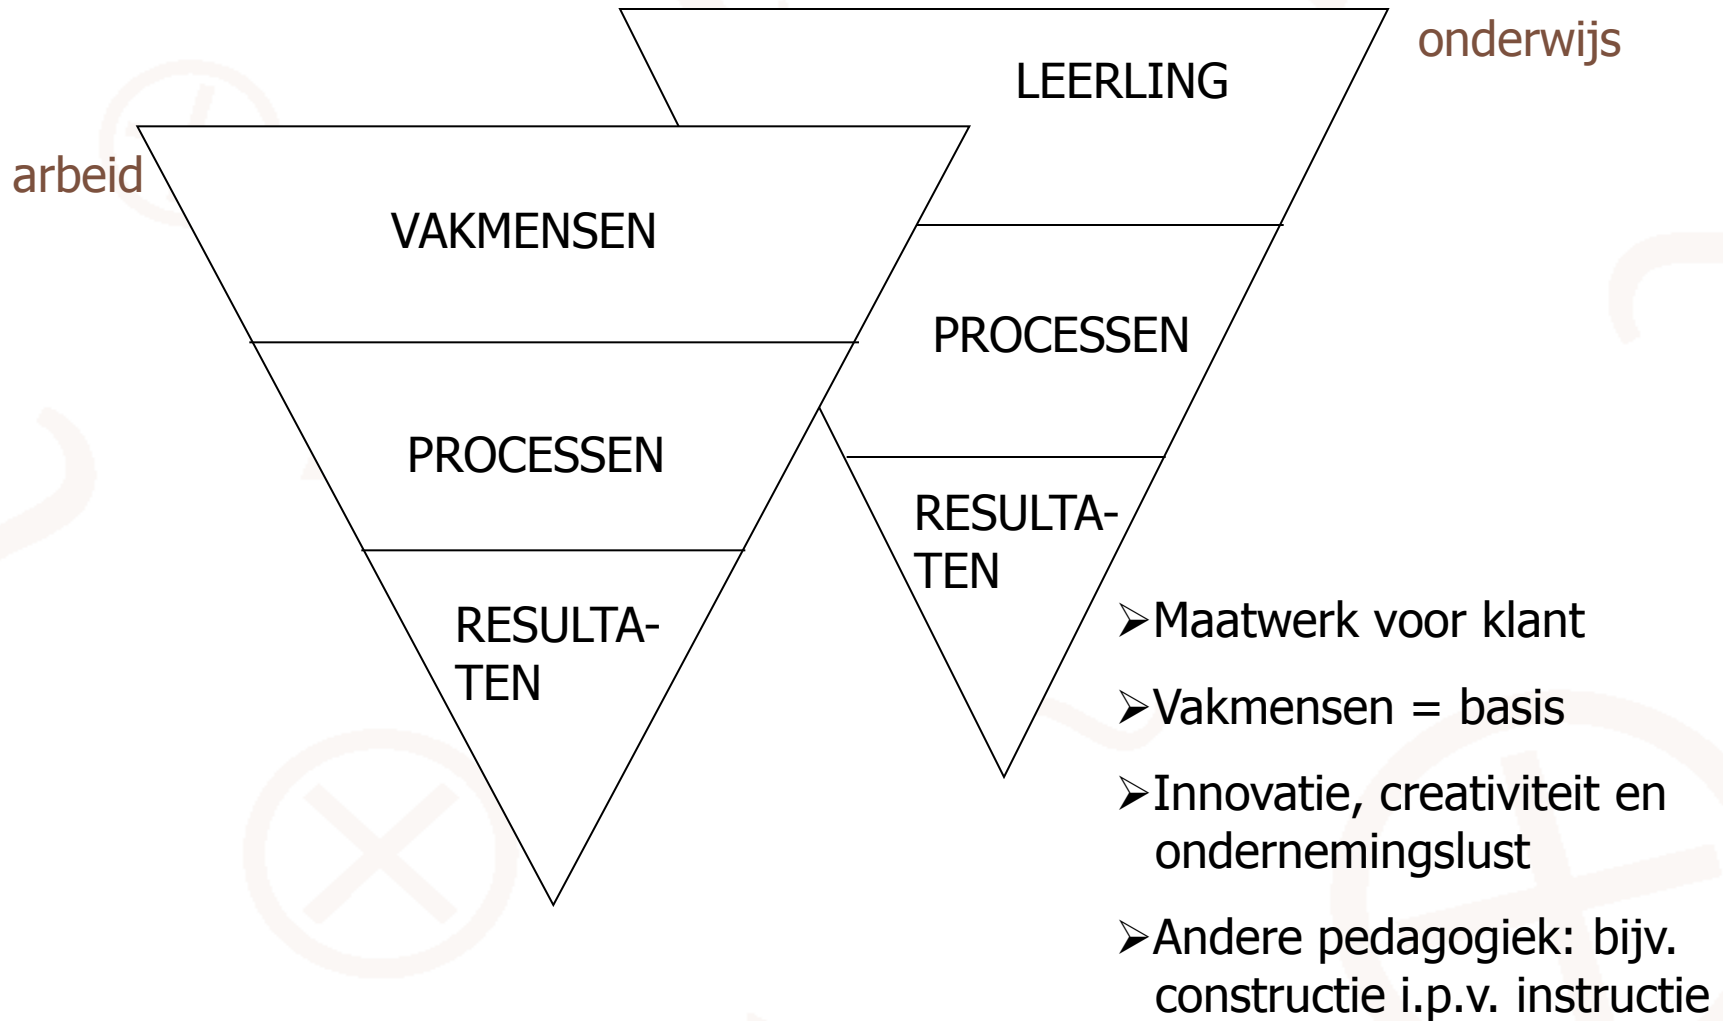 onderwijs
LEERLING
arbeid
VAKMENSEN
PROCESSEN
PROCESSEN
RESULTA-
TEN
RESULTA-
TEN
➢Maatwerk voor klant
➢Vakmensen = basis
➢Innovatie, creativiteit en
ondernemingslust
➢Andere pedagogiek: bijv.
constructie i.p.v. instructie